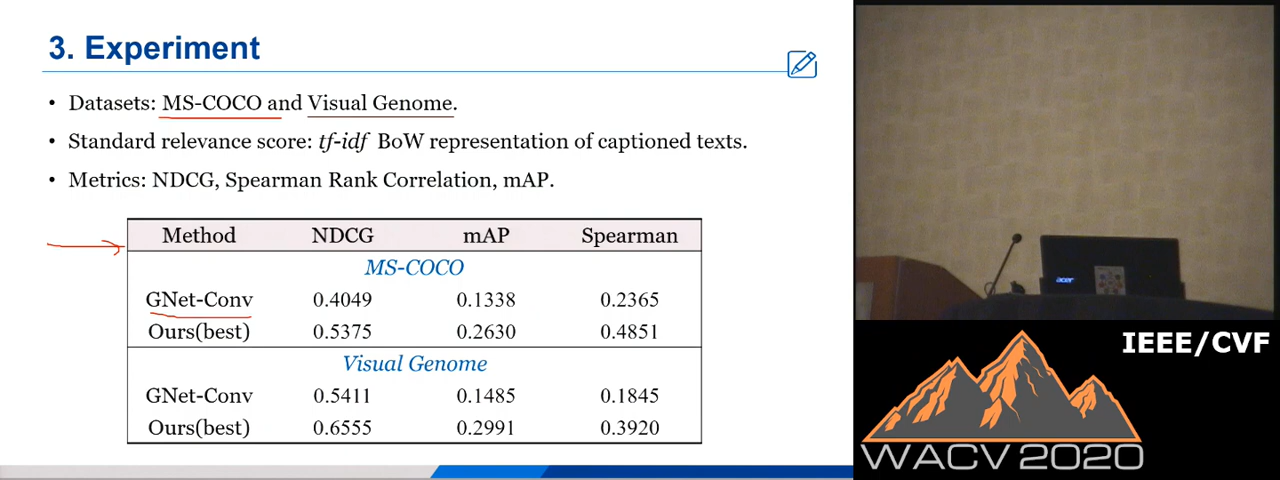 3. Experiment
• Datasets: MS-COCO and Visual Genome.
• Standard relevance score: tf-idf BoW representation of captioned texts.
• Metrics: NDCG, Spearman Rank Correlation, mAP.
Method NDCG mAP Spearman
MS-COCO
GNet-Conv 0.4049 0.1338 0.2365
Ours(best) 0.5375 0.2630 0.4851
Visual Genome
GNet-Conv 0.5411 0.1485 0.1845
Ours(best) 0.6555 0.2991 0.3920
acer
IEEE/CVF
WACV 2020